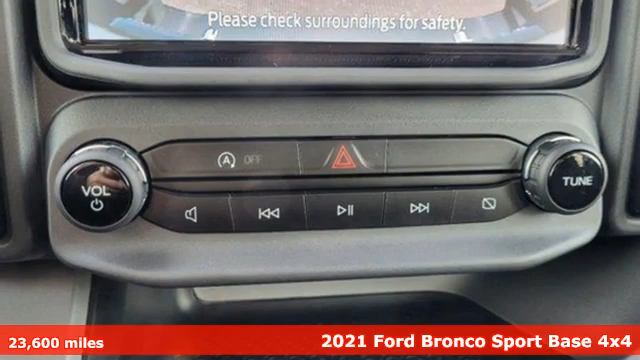 Please check surroundings for safety.
A OFF
VOL
TUNE
23,600 miles
2021 Ford Bronco Sport Base 4x4